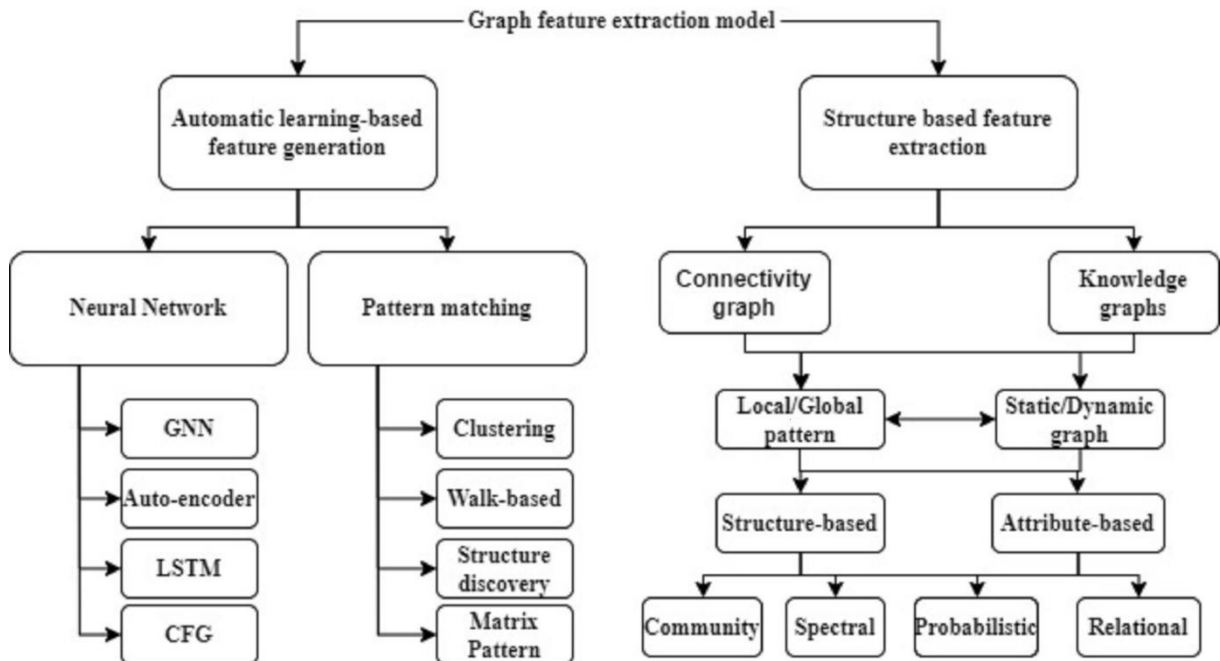 Graph feature extraction model
Automatic learning-based
feature generation
Structure based feature
extraction
Neural Network
Pattern matching
Connectivity
graph
Knowledge
graphs
GNN
Auto-encoder
LSTM
CFG
Clustering
Walk-based
Structure
discovery
Matrix
Pattern
Local/Global
pattern
Static/Dynamic
graph
Structure-based
Attribute-based
Community
Spectral
Probabilistic
Relational